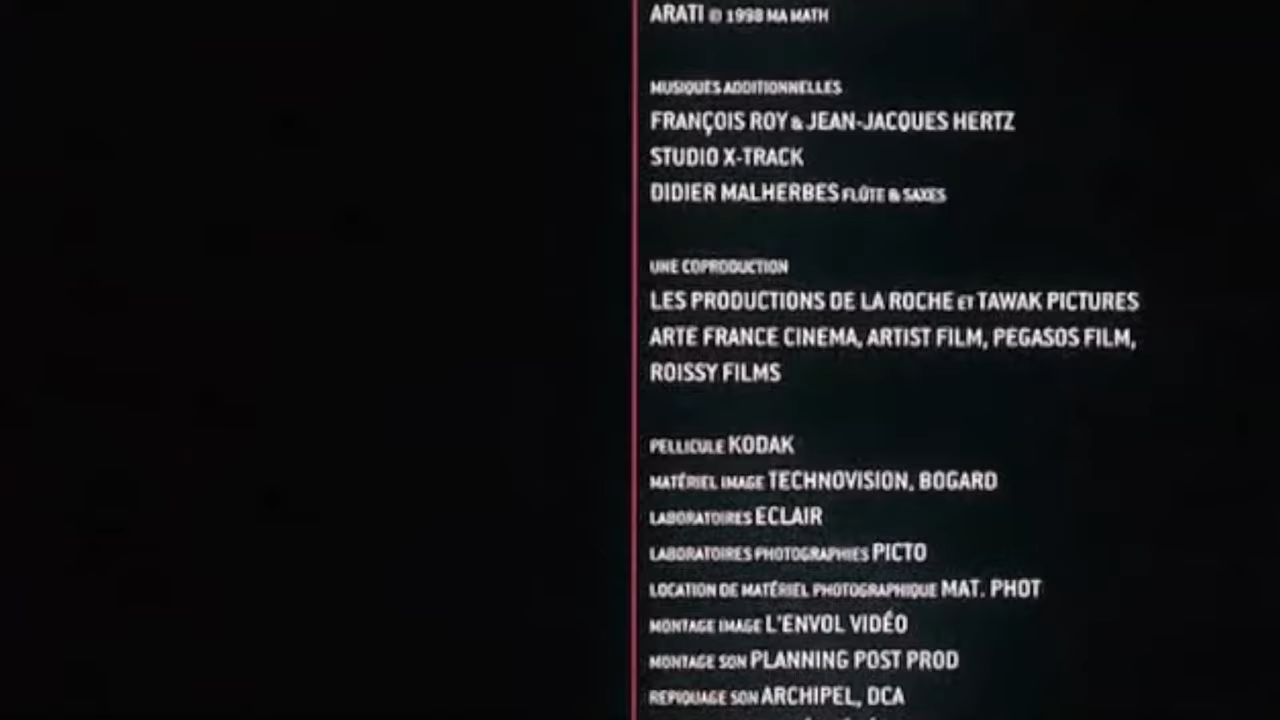 ARATI © 1998 MA MATH
MUSIQUES ADDITIONNELLES
FRANÇOIS ROY & JEAN-JACQUES HERTZ
STUDIO X-TRACK
DIDIER MALHERBES FLÛTE & SAXES
UNE COPRODUCTION
LES PRODUCTIONS DE LA ROCHE ET TAWAK PICTURES
ARTE FRANCE CINEMA, ARTIST FILM, PEGASOS FILM,
ROISSY FILMS
PELLICULE KODAK
MATÉRIEL IMAGE TECHNOVISION, BOGARD
LABORATOIRES ECLAIR
LABORATOIRES PHOTOGRAPHIES PICTO
LOCATION DE MATÉRIEL PHOTOGRAPHIQUE MAT. PHOT
MONTAGE IMAGE L'ENVOL VIDÉO
MONTAGE SON PLANNING POST PROD
REPIQUAGE SON ARCHIPEL, DCA